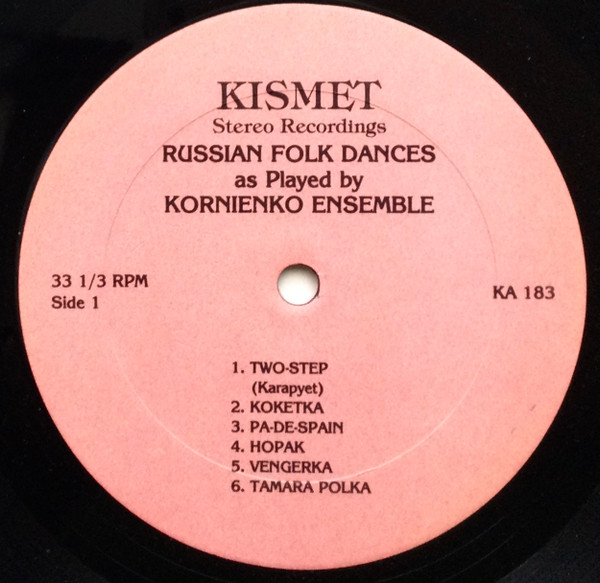 KISMET
Stereo Recordings
RUSSIAN FOLK DANCES
as Played by
KORNIENKO ENSEMBLE
33 1/3 RPM
Side 1
KA 183
1. TWO-STEP
(Karapyet)
2. KOKETKA
3. PA-DE-SPAIN
4. HOPAK
5. VENGERKA
6. TAMARA POLKA